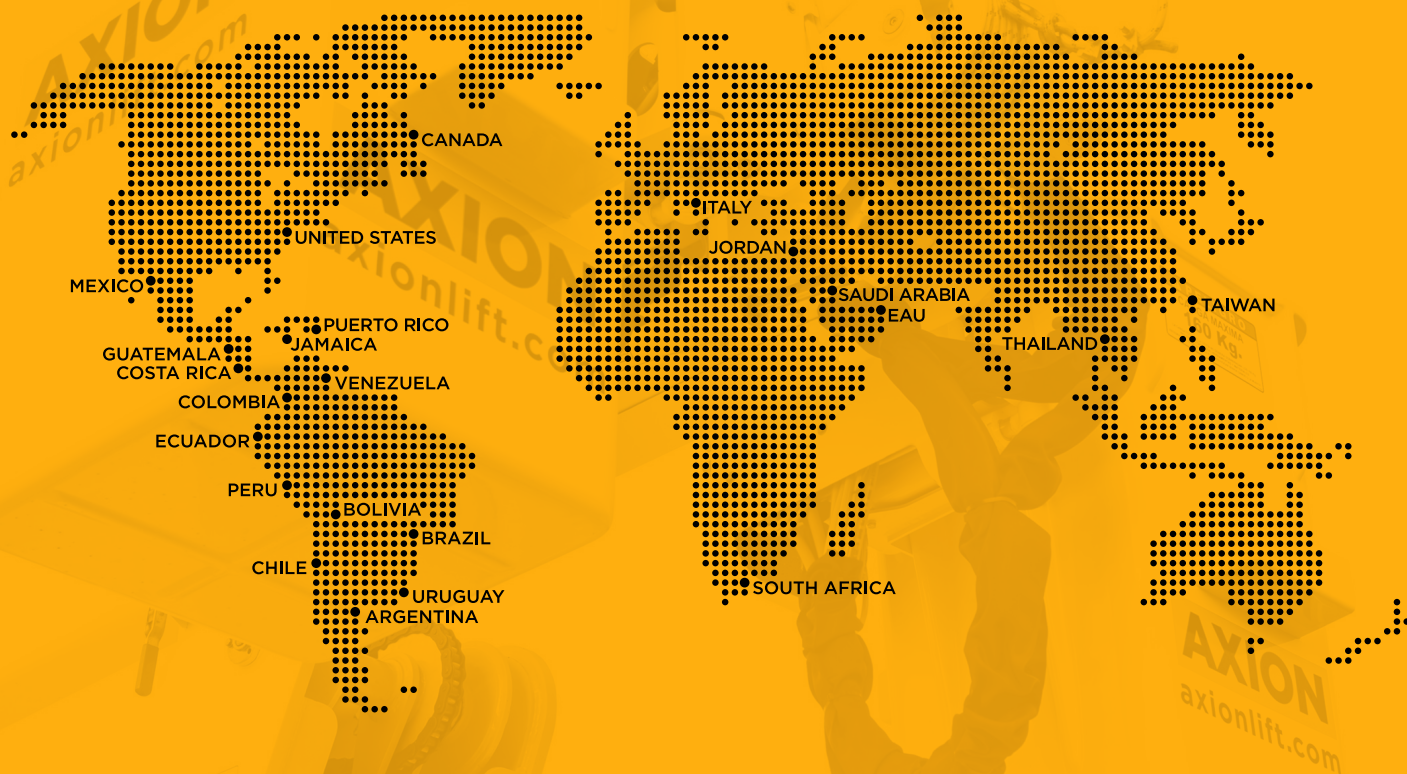 AXION
axionlift.com
CANADA
AXION
axionlift.com
ITALY
UNITED STATES
JORDAN
MEXICO
SAUDI ARABIA
EAU
TAIWAN
PUERTO RICO
JAMAICA
THAILAND
GUATEMALA
COSTA RICA
VENEZUELA
COLOMBIA
ECUADOR
PERU
BOLIVIA
BRAZIL
CHILE
SOUTH AFRICA
URUGUAY
ARGENTINA
AXION
axionlift.com